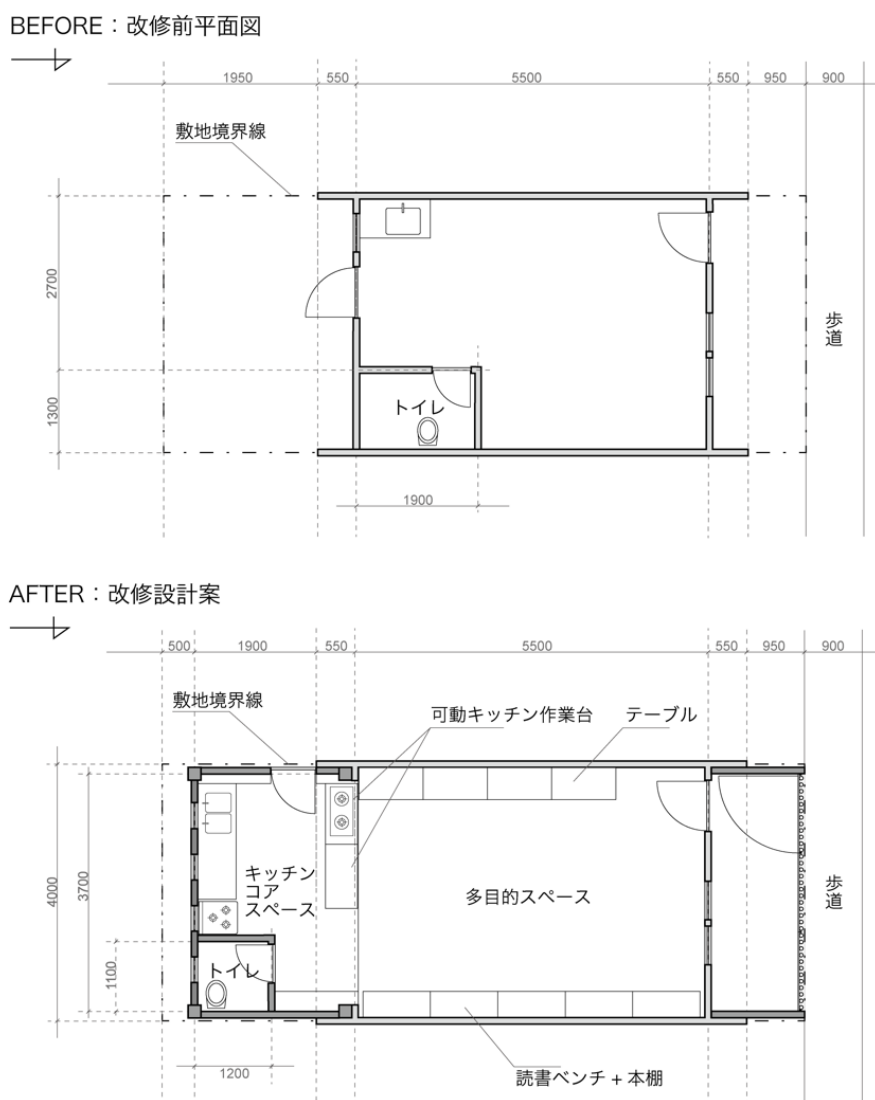 BEFORE：改修前平面図
1950
550
5500
550
950
900
敷地境界線
2700
歩道
1300
トイレ
1900
AFTER：改修設計案
500
1900
550
5500
550
950
900
敷地境界線
可動キッチン作業台
テーブル
4000
3700
キッチン
コア
スペース
多目的スペース
歩道
1100
トイレ
1200
読書ベンチ + 本棚